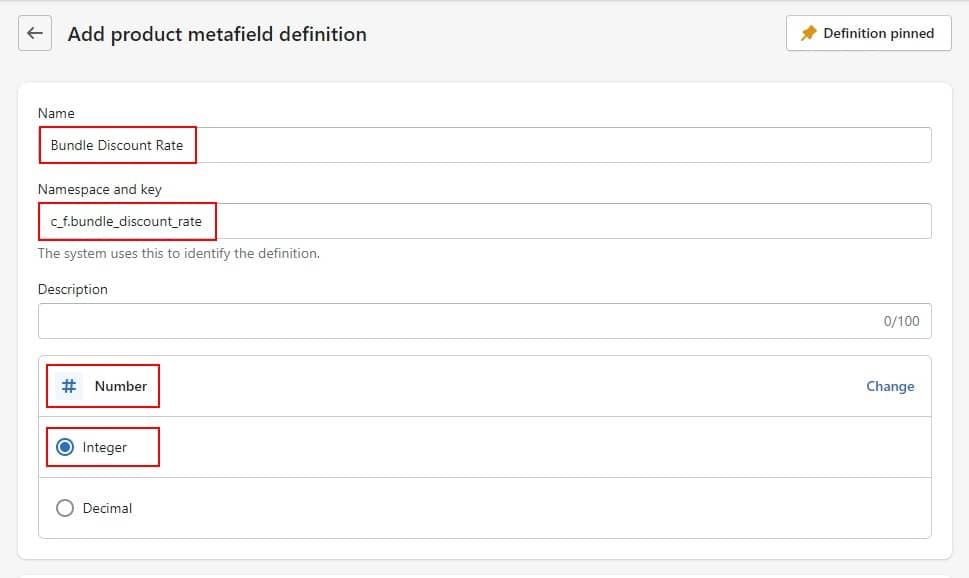 Add product metafield definition
Definition pinned
Name
Bundle Discount Rate
Namespace and key
c_f.bundle_discount_rate
The system uses this to identify the definition.
Description
0/100
Number
Change
Integer
Decimal